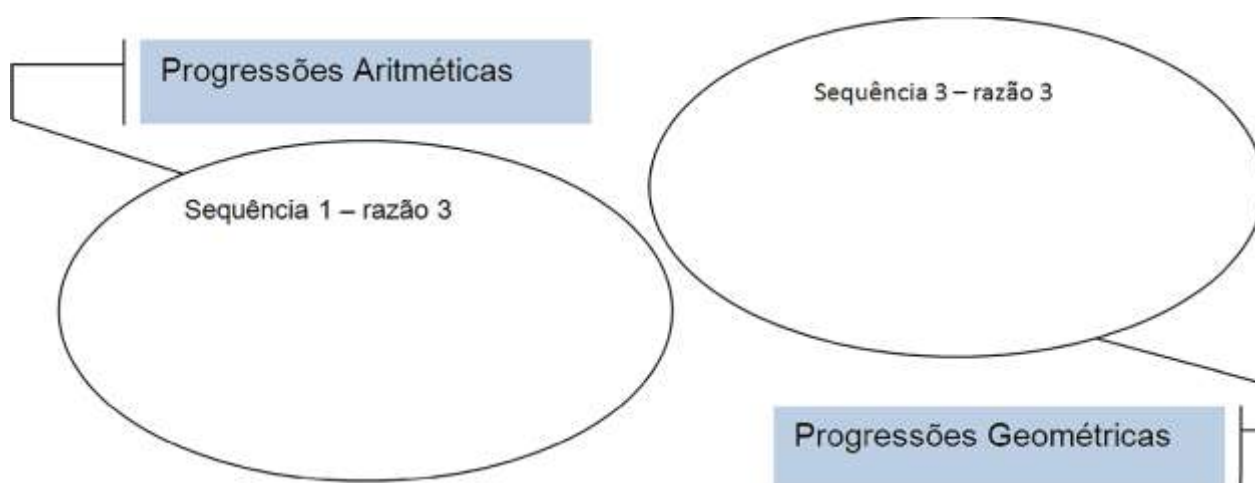 Progressões Aritméticas
Sequência 3 – razão 3
Sequência 1 – razão 3
Progressões Geométricas